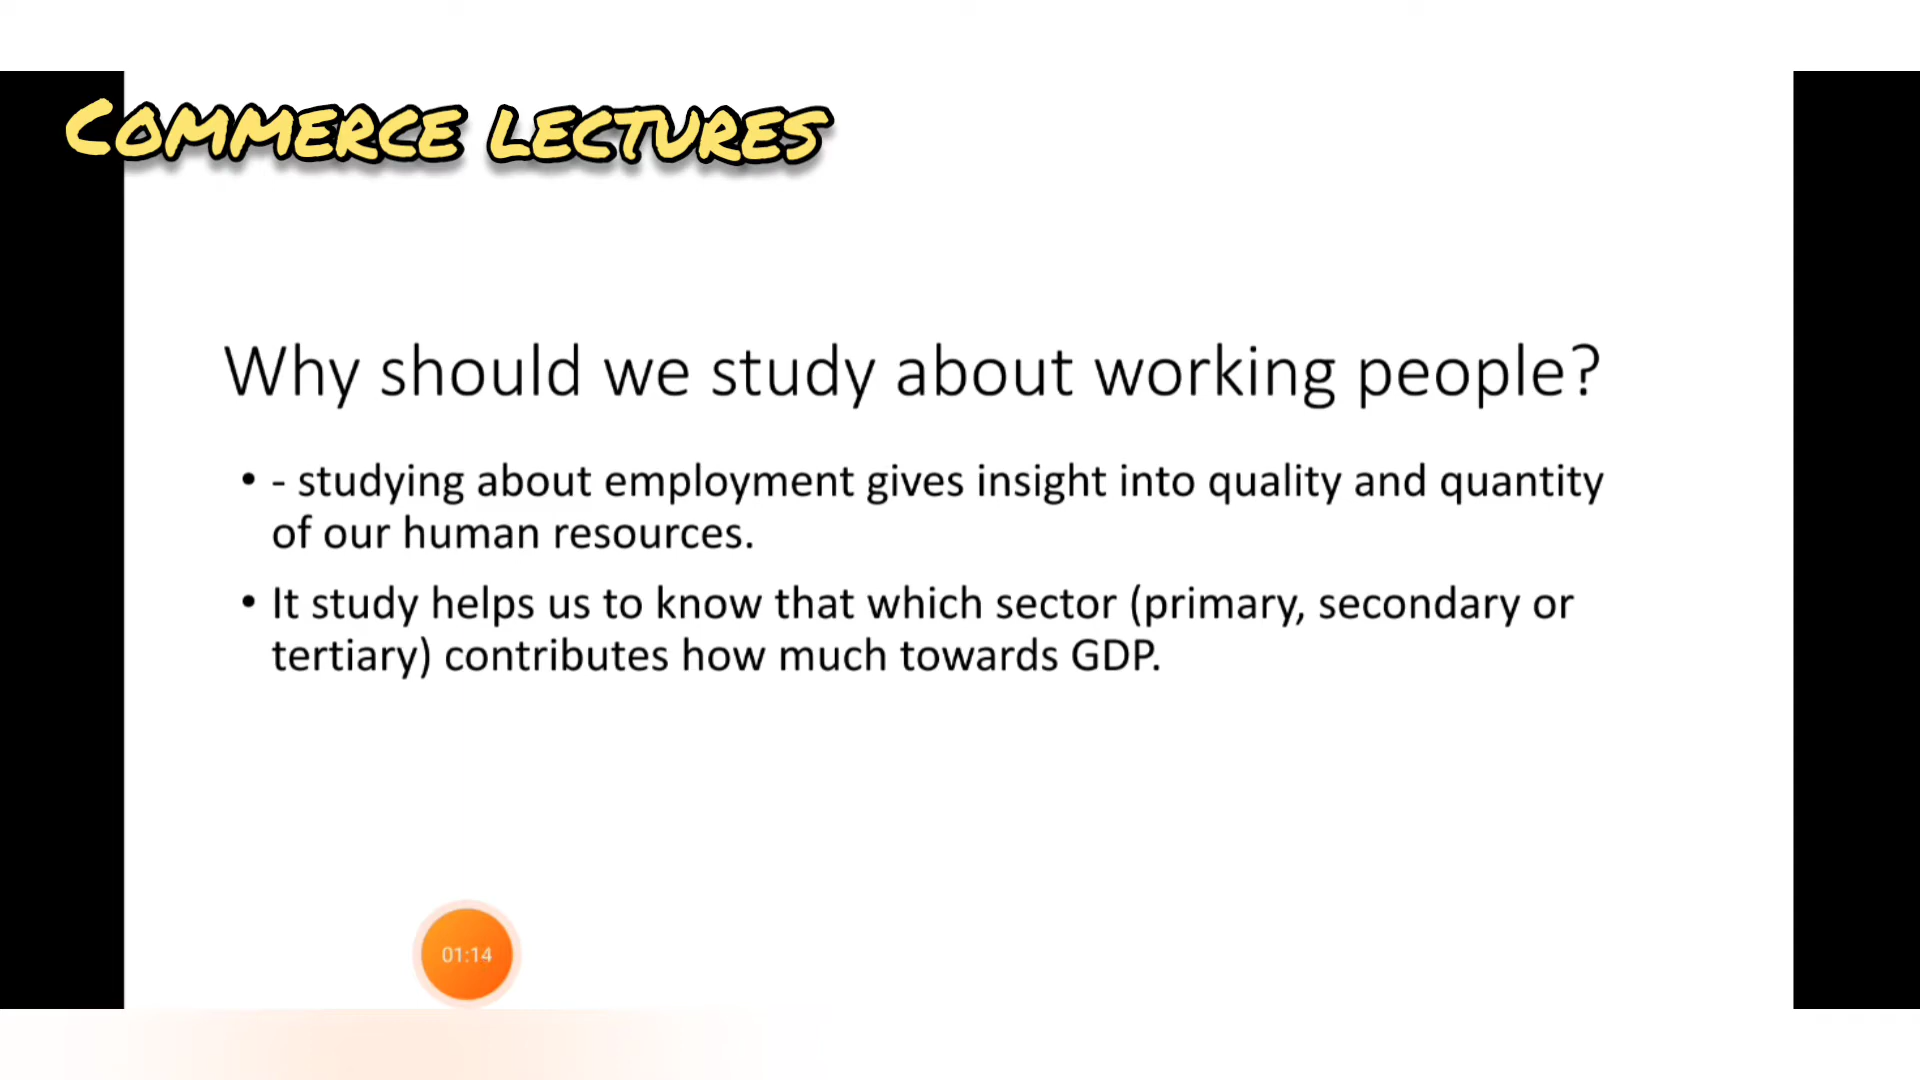 COMMERCE LECTURES
Why should we study about working people?
• - studying about employment gives insight into quality and quantity
of our human resources.
• It study helps us to know that which sector (primary, secondary or
tertiary) contributes how much towards GDP.
01:14